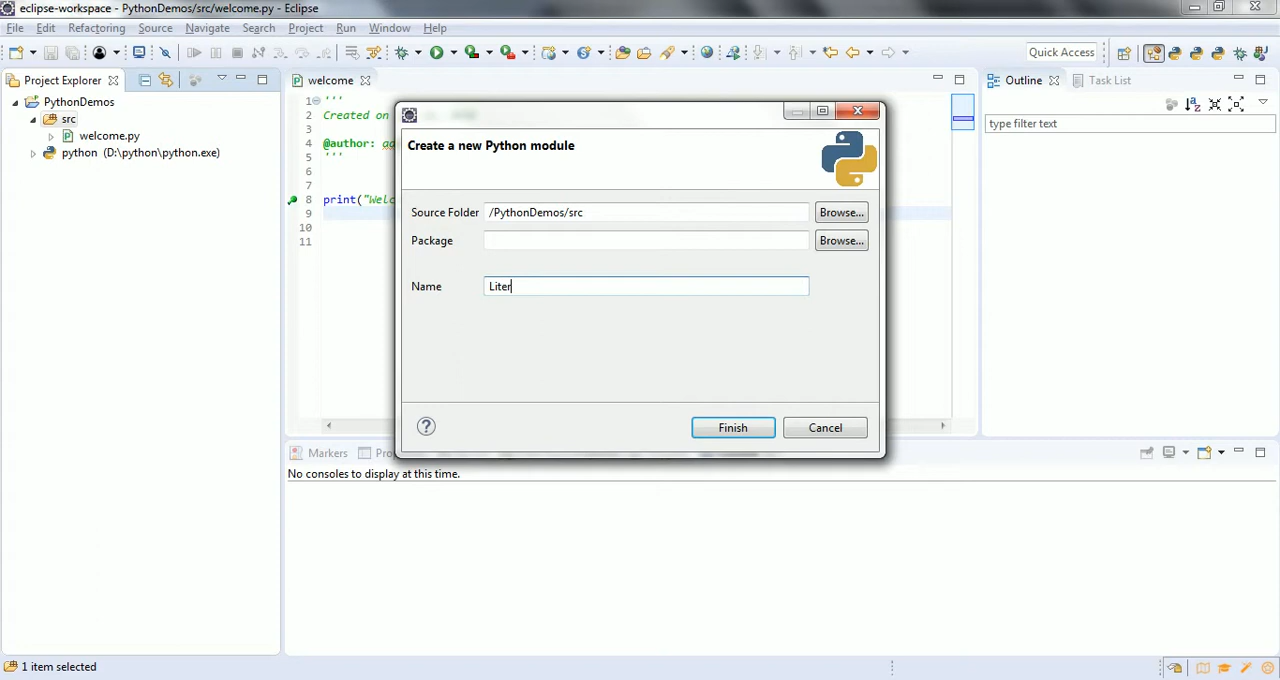 eclipse-workspace - PythonDemos/src/welcome.py - Eclipse
File Edit Refactoring Source Navigate Search Project Run Window Help
Quick Access
Project Explorer
welcome
Outline
Task List
PythonDemos
src
welcome.py
python (D:\python\python.exe)
1 '''
2 Created on
3
4 @author:
5 '''
6
7
8 print("Welc
9
10
11
type filter text
Create a new Python module
Source Folder /PythonDemos/src Browse...
Package Browse...
Name Liter
Finish Cancel
Markers
No consoles to display at this time.
1 item selected